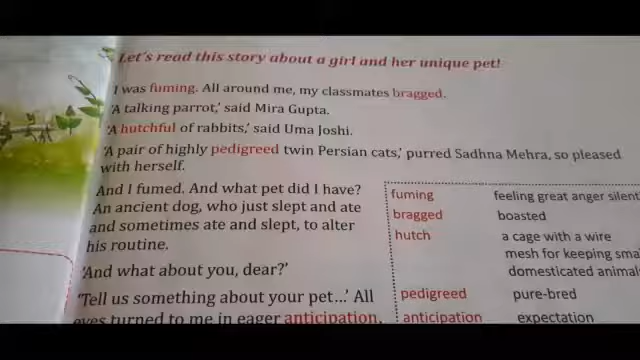 Let's read this story about a girl and her unique pet!
I was fuming. All around me, my classmates bragged.
'A talking parrot,' said Mira Gupta.
'A hutchful of rabbits,' said Uma Joshi.
'A pair of highly pedigreed twin Persian cats,' purred Sadhna Mehra, so pleased
with herself.
And I fumed. And what pet did I have?
An ancient dog, who just slept and ate
and sometimes ate and slept, to alter
his routine.
'And what about you, dear?'
'Tell us something about your pet...' All
eyes turned to me in eager anticipation.
fuming feeling great anger silent
bragged boasted
hutch a cage with a wire
mesh for keeping sma
domesticated animal
pedigreed pure-bred
anticipation expectation